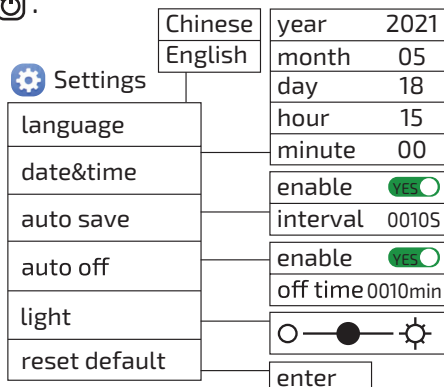 .
Chinese
English
year 2021
month 05
day 18
hour 15
minute 00
Settings
language
date&time
auto save
auto off
light
reset default
enable YES
interval 0010S
enable YES
off time 0010min
enter